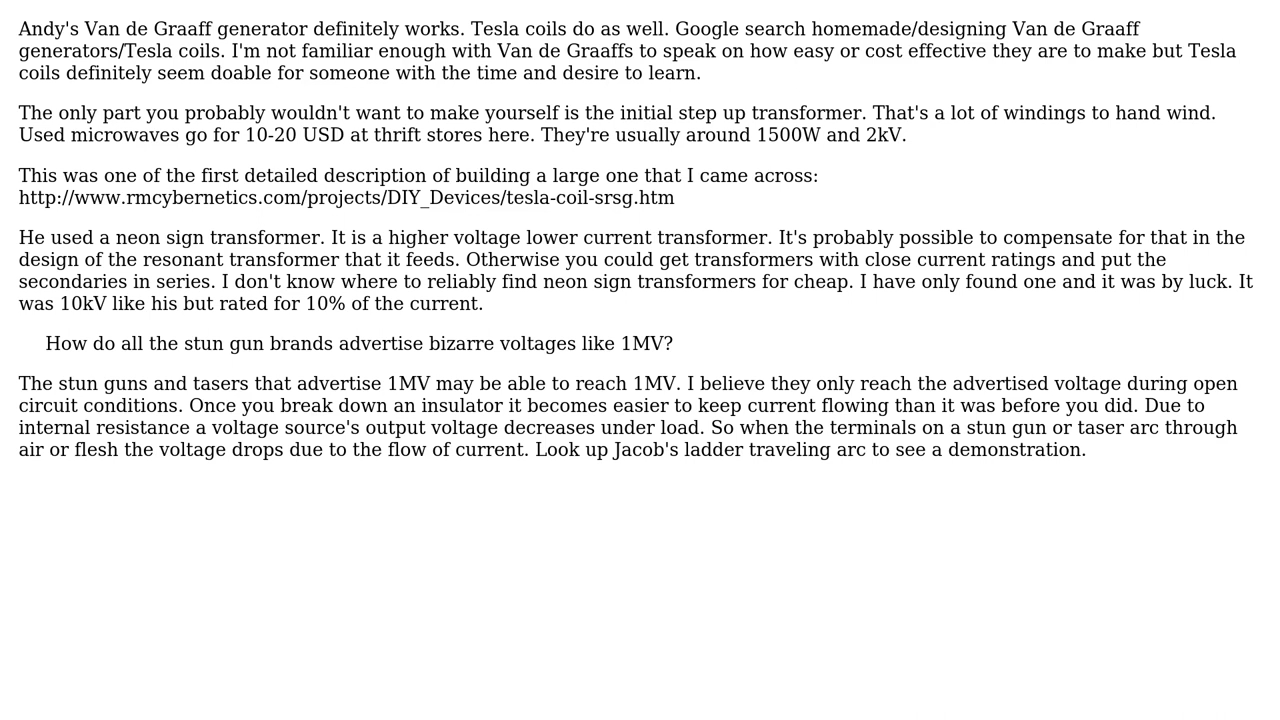 Andy's Van de Graaff generator definitely works. Tesla coils do as well. Google search homemade/designing Van de Graaff
generators/Tesla coils. I'm not familiar enough with Van de Graaffs to speak on how easy or cost effective they are to make but Tesla
coils definitely seem doable for someone with the time and desire to learn.
The only part you probably wouldn't want to make yourself is the initial step up transformer. That's a lot of windings to hand wind.
Used microwaves go for 10-20 USD at thrift stores here. They're usually around 1500W and 2kV.
This was one of the first detailed description of building a large one that I came across:
http://www.rmcybernetics.com/projects/DIY_Devices/tesla-coil-srsg.htm
He used a neon sign transformer. It is a higher voltage lower current transformer. It's probably possible to compensate for that in the
design of the resonant transformer that it feeds. Otherwise you could get transformers with close current ratings and put the
secondaries in series. I don't know where to reliably find neon sign transformers for cheap. I have only found one and it was by luck. It
was 10kV like his but rated for 10% of the current.
How do all the stun gun brands advertise bizarre voltages like 1MV?
The stun guns and tasers that advertise 1MV may be able to reach 1MV. I believe they only reach the advertised voltage during open
circuit conditions. Once you break down an insulator it becomes easier to keep current flowing than it was before you did. Due to
internal resistance a voltage source's output voltage decreases under load. So when the terminals on a stun gun or taser arc through
air or flesh the voltage drops due to the flow of current. Look up Jacob's ladder traveling arc to see a demonstration.